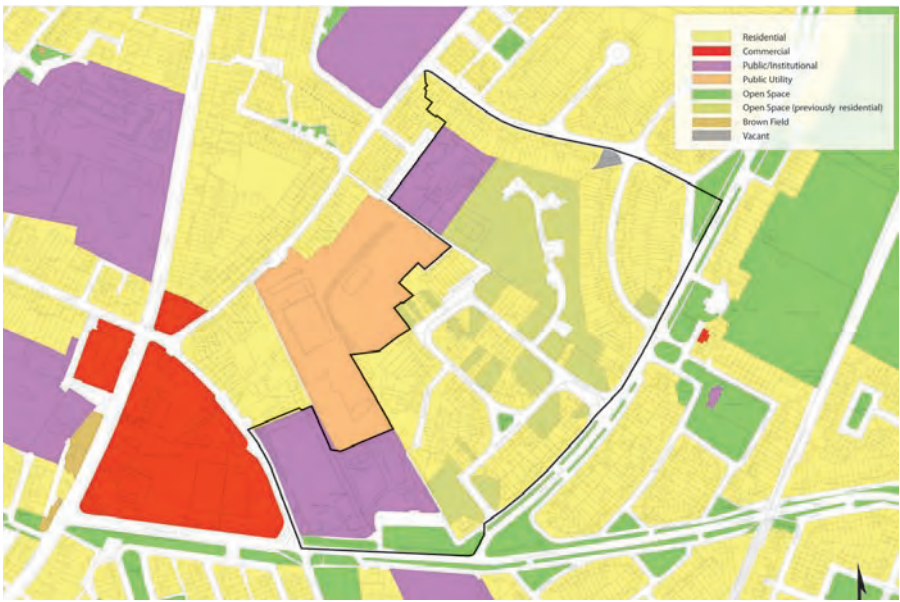 Residential
Commercial
Public/Institutional
Public Utility
Open Space
Open Space (previously residential)
Brown Field
Vacant